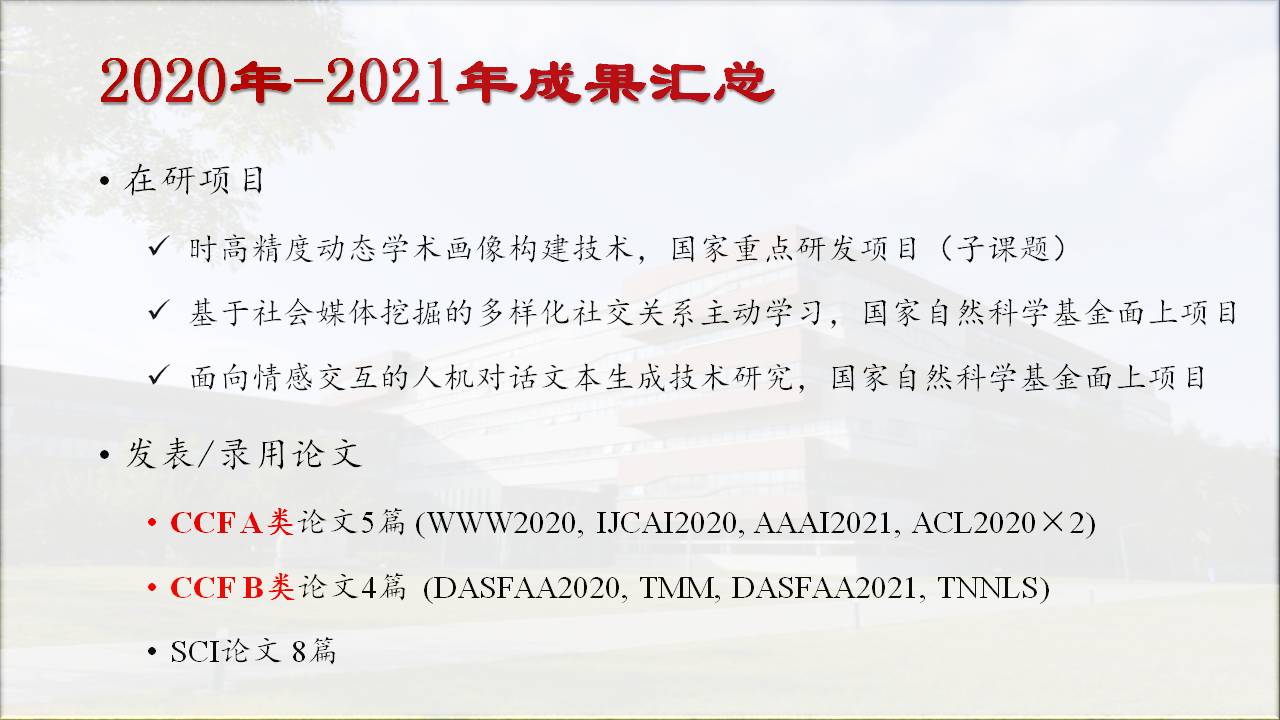 2020年-2021年成果汇总
• 在研项目
✓ 时高精度动态学术画像构建技术，国家重点研发项目（子课题）
✓ 基于社会媒体挖掘的多样化社交关系主动学习，国家自然科学基金面上项目
✓ 面向情感交互的人机对话文本生成技术研究，国家自然科学基金面上项目
• 发表/录用论文
• CCF A类论文5篇 (WWW2020, IJCAI2020, AAAI2021, ACL2020×2)
• CCF B类论文4篇 (DASFAA2020, TMM, DASFAA2021, TNNLS)
• SCI论文 8篇